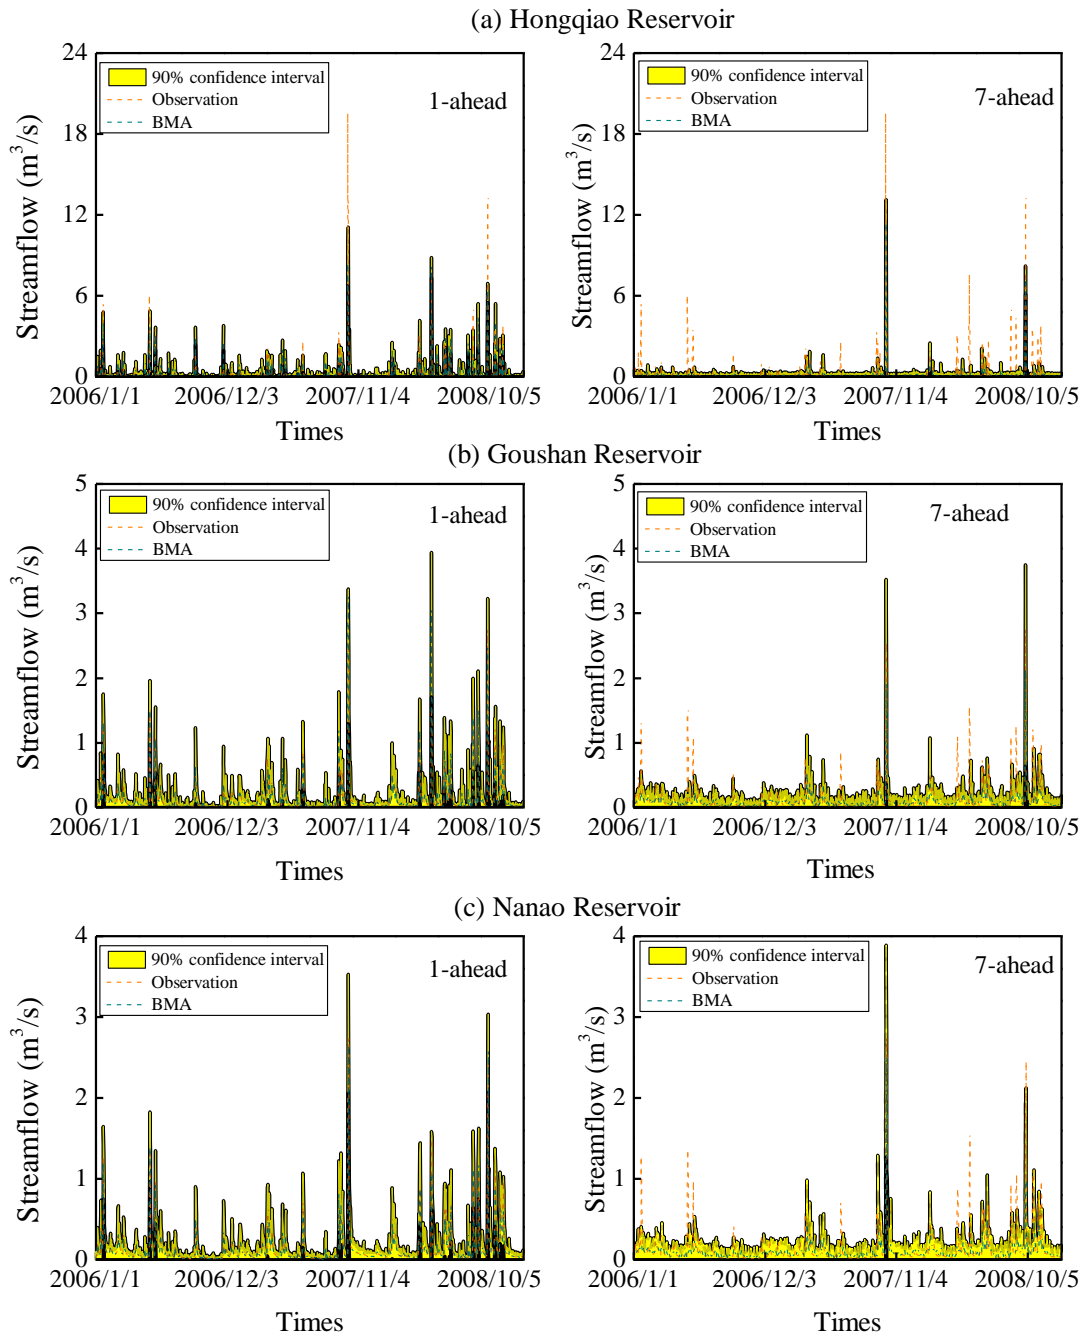 (a) Hongqiao Reservoir
Streamflow (m³/s)
24
18
12
6
0
90% confidence interval
Observation
BMA
1-ahead
2006/1/1 2006/12/3 2007/11/4 2008/10/5
Times
Streamflow (m³/s)
24
18
12
6
0
90% confidence interval
Observation
BMA
7-ahead
2006/1/1 2006/12/3 2007/11/4 2008/10/5
Times
(b) Goushan Reservoir
Streamflow (m³/s)
5
4
3
2
1
0
90% confidence interval
Observation
BMA
1-ahead
2006/1/1 2006/12/3 2007/11/4 2008/10/5
Times
Streamflow (m³/s)
5
4
3
2
1
0
90% confidence interval
Observation
BMA
7-ahead
2006/1/1 2006/12/3 2007/11/4 2008/10/5
Times
(c) Nanao Reservoir
Streamflow (m³/s)
4
3
2
1
0
90% confidence interval
Observation
BMA
1-ahead
2006/1/1 2006/12/3 2007/11/4 2008/10/5
Times
Streamflow (m³/s)
4
3
2
1
0
90% confidence interval
Observation
BMA
7-ahead
2006/1/1 2006/12/3 2007/11/4 2008/10/5
Times